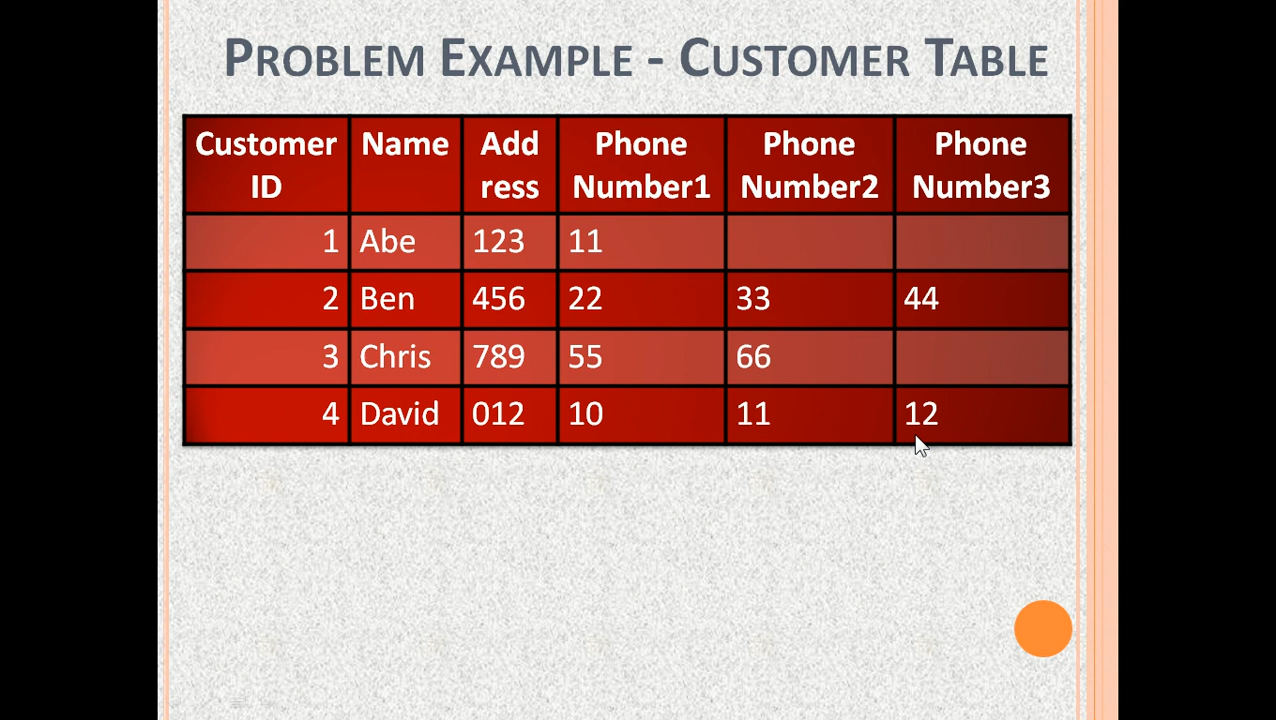 PROBLEM EXAMPLE - CUSTOMER TABLE
Customer ID Name Add ress Phone Number1 Phone Number2 Phone Number3
1 Abe 123 11
2 Ben 456 22 33 44
3 Chris 789 55 66
4 David 012 10 11 12